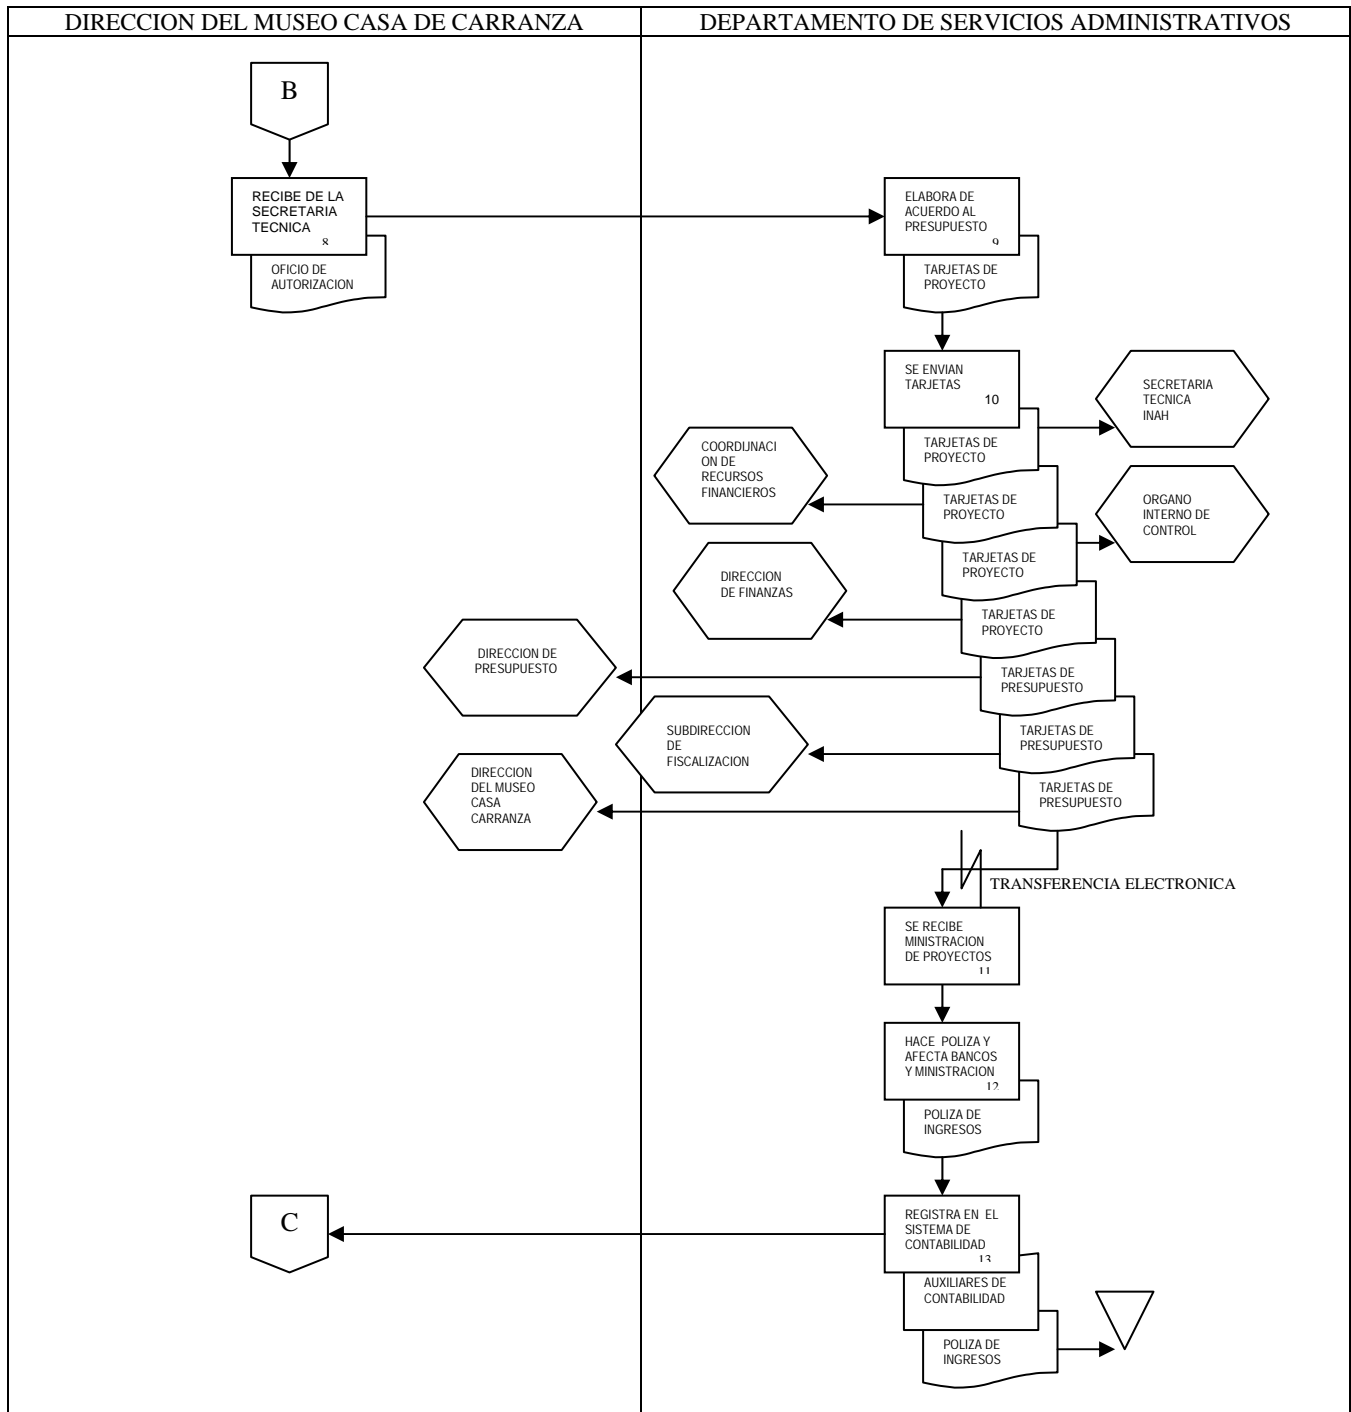 DIRECCION DEL MUSEO CASA DE CARRANZA
DEPARTAMENTO DE SERVICIOS ADMINISTRATIVOS
B
RECIBE DE LA
SECRETARIA
TECNICA
8
OFICIO DE
AUTORIZACION
ELABORA DE
ACUERDO AL
PRESUPUESTO
9
TARJETAS DE
PROYECTO
SE ENVIAN
TARJETAS
10
TARJETAS DE
PROYECTO
SECRETARIA
TECNICA
INAH
COORDIJNACI
ON DE
RECURSOS
FINANCIEROS
TARJETAS DE
PROYECTO
ORGANO
INTERNO DE
CONTROL
TARJETAS DE
PROYECTO
DIRECCION
DE FINANZAS
TARJETAS DE
PROYECTO
DIRECCION DE
PRESUPUESTO
TARJETAS DE
PRESUPUESTO
SUBDIRECCION
DE
FISCALIZACION
TARJETAS DE
PRESUPUESTO
DIRECCION
DEL MUSEO
CASA
CARRANZA
TARJETAS DE
PRESUPUESTO
TRANSFERENCIA ELECTRONICA
SE RECIBE
MINISTRACION
DE PROYECTOS
11
HACE POLIZA Y
AFECTA BANCOS
Y MINISTRACION
12
POLIZA DE
INGRESOS
C
REGISTRA EN EL
SISTEMA DE
CONTABILIDAD
13
AUXILIARES DE
CONTABILIDAD
POLIZA DE
INGRESOS